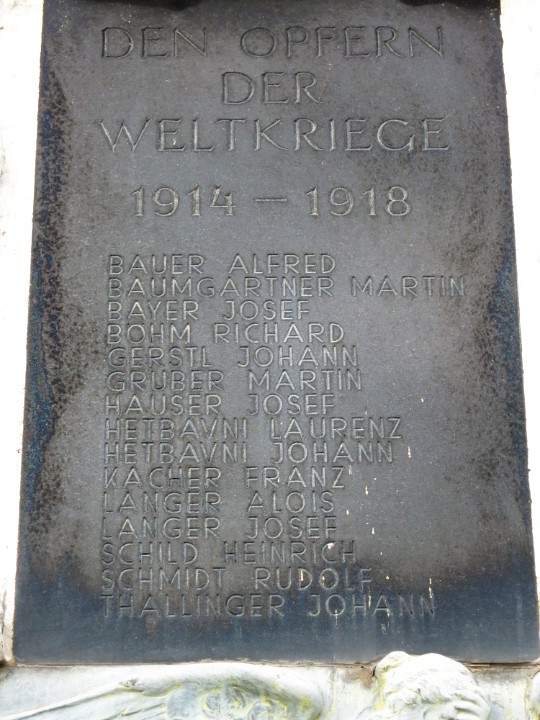 DEN OPFERN
DER
WELTKRIEGE
1914 – 1918
BAUER ALFRED
BAUMGARTNER MARTIN
BAYER JOSEF
BÖHM RICHARD
GERSTL JOHANN
GRUBER MARTIN
HAUSER JOSEF
HETBAVNI LAURENZ
HETBAVNI JOHANN
KACHER FRANZ
LANGER ALOIS
LANGER JOSEF
SCHILD HEINRICH
SCHMIDT RUDOLF
THALLINGER JOHANN